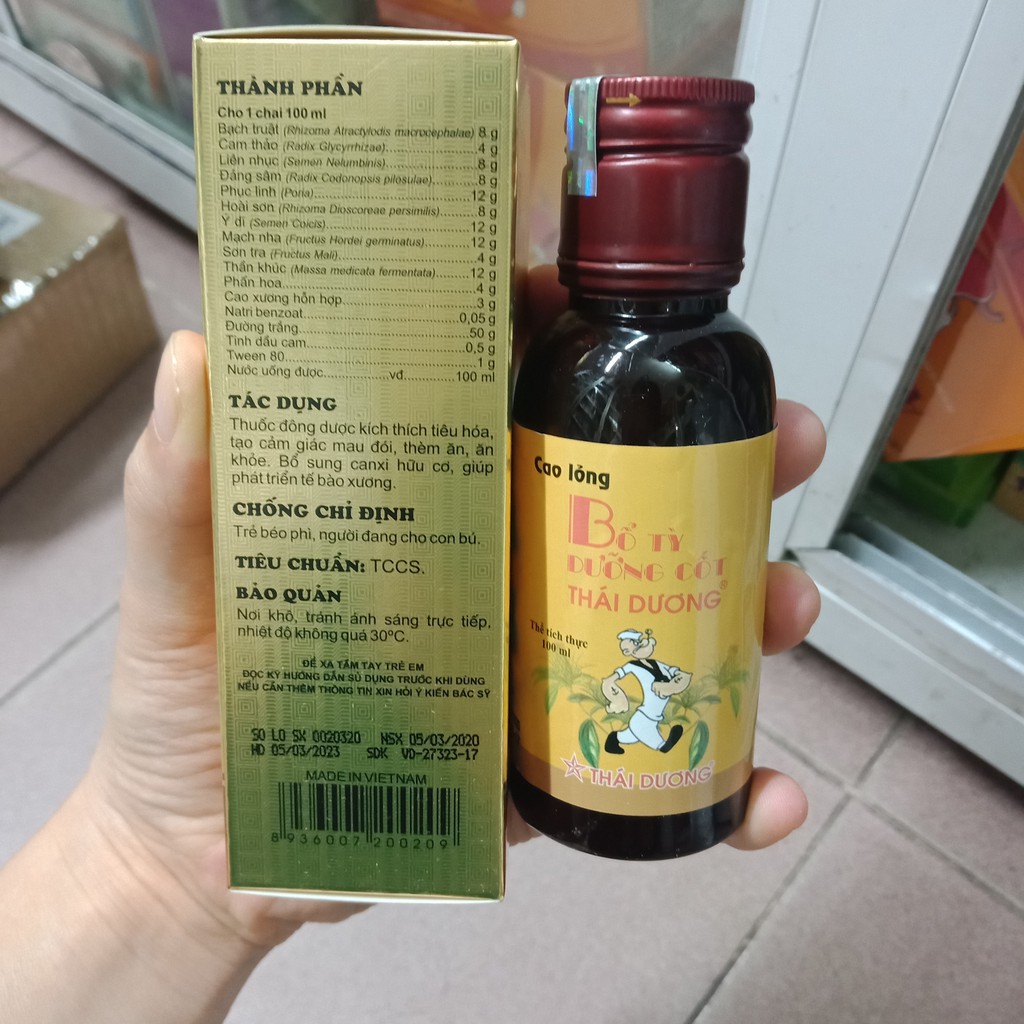 THÀNH PHẦN
Cho 1 chai 100 ml
Bạch truật (Rhizoma Atractylodis macrocephalae) 8 g
Cam thảo (Radix Glycyrrhizae)....................4 g
Liên nhục (Semen Nelumbinis)....................8 g
Đảng sâm (Radix Codonopsis pilosulae)..........8 g
Phục linh (Poria)....................12 g
Hoài sơn (Rhizoma Dioscoreae persimilis).........8 g
Ý dĩ (Semen Coicis)....................12 g
Mạch nha (Fructus Hordei germinatus)............12 g
Sơn tra (Fructus Mali)....................4 g
Thần khúc (Massa medicata fermentata)..........12 g
Phấn hoa....................4 g
Cao xương hỗn hợp....................3 g
Natri benzoat....................0,05 g
Đường trắng....................50 g
Tinh dầu cam....................0,5 g
Tween 80....................1 g
Nước uống được.................vđ.............100 ml
TÁC DỤNG
Thuốc đông dược kích thích tiêu hóa,
tạo cảm giác mau đói, thèm ăn, ăn
khỏe. Bổ sung canxi hữu cơ, giúp
phát triển tế bào xương.
CHỐNG CHỈ ĐỊNH
Trẻ béo phì, người đang cho con bú.
TIÊU CHUẨN: TCCS.
BẢO QUẢN
Nơi khô, tránh ánh sáng trực tiếp,
nhiệt độ không quá 30ºC.
ĐỂ XA TẦM TAY TRẺ EM
ĐỌC KỸ HƯỚNG DẪN SỬ DỤNG TRƯỚC KHI DÙNG
NẾU CẦN THÊM THÔNG TIN XIN HỎI Ý KIẾN BÁC SỸ
SO LO SX 0020320 NSX 05/03/2020
HD 05/03/2023 SDK VD-27323-17
MADE IN VIETNAM
8 936007 200209
Cao lỏng
BỔ TỲ
DƯỠNG CỐT
THÁI DƯƠNG®
Thể tích thực
100 ml
THÁI DƯƠNG®